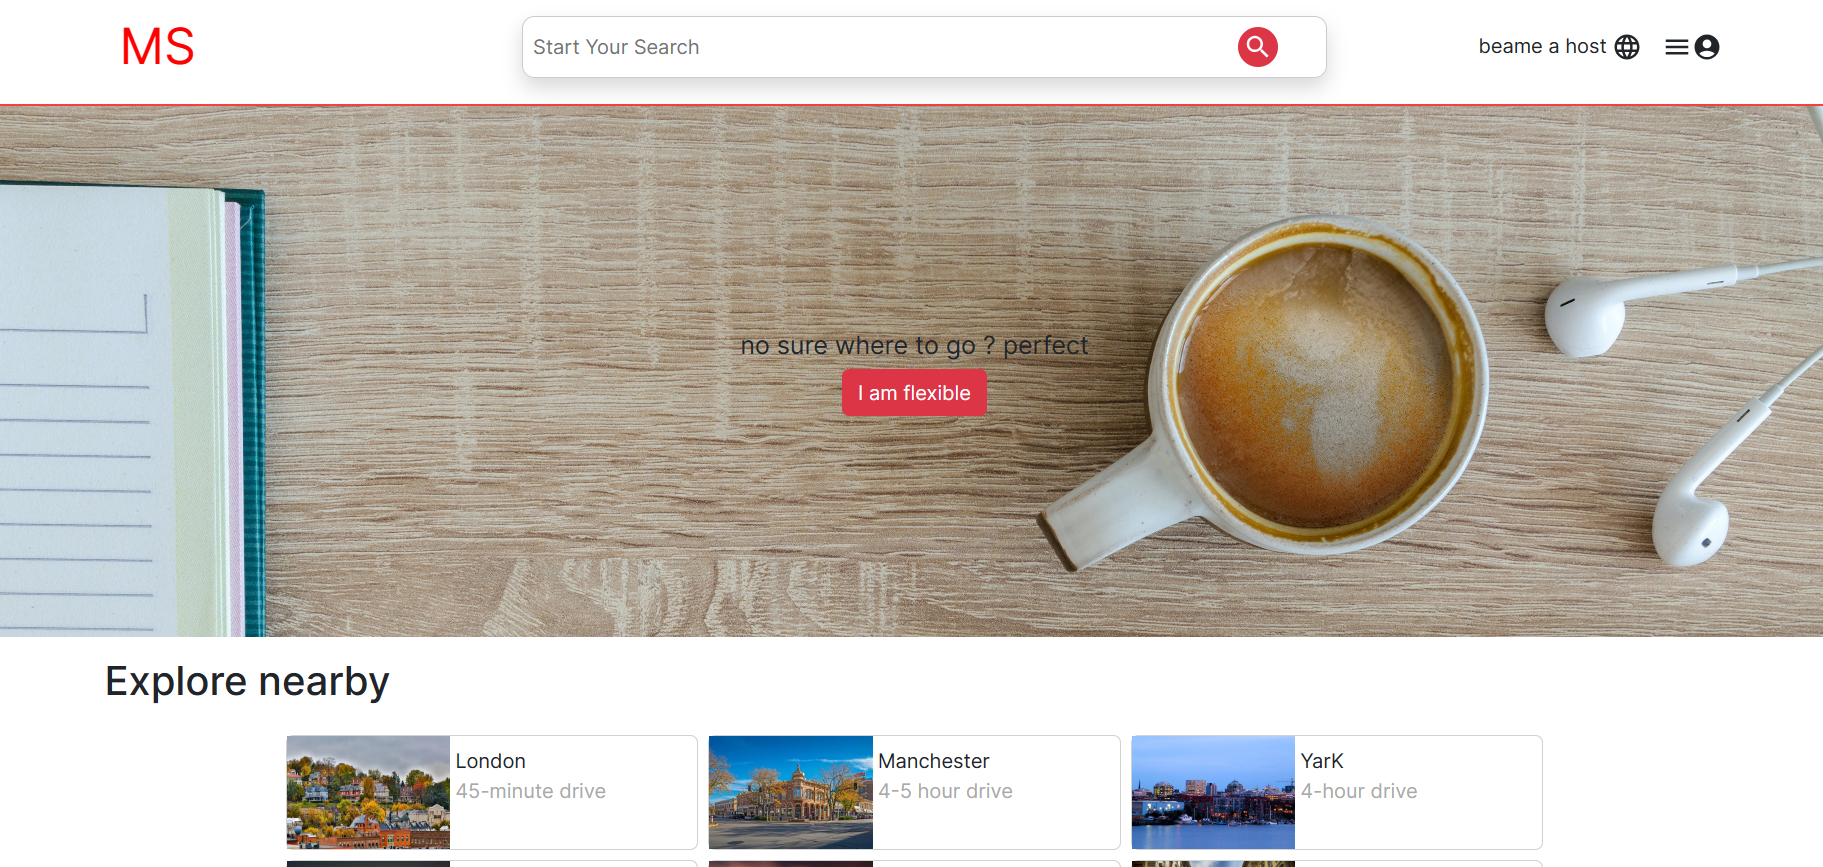 MS
Start Your Search
beame a host
no sure where to go ? perfect
I am flexible
Explore nearby
London
45-minute drive
Manchester
4-5 hour drive
YarK
4-hour drive